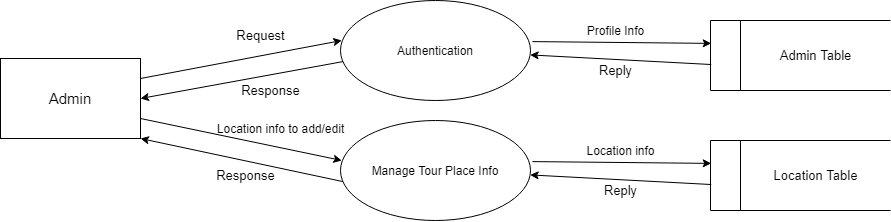 Admin
Request
Response
Authentication
Profile Info
Reply
Admin Table
Location info to add/edit
Response
Manage Tour Place Info
Location info
Reply
Location Table